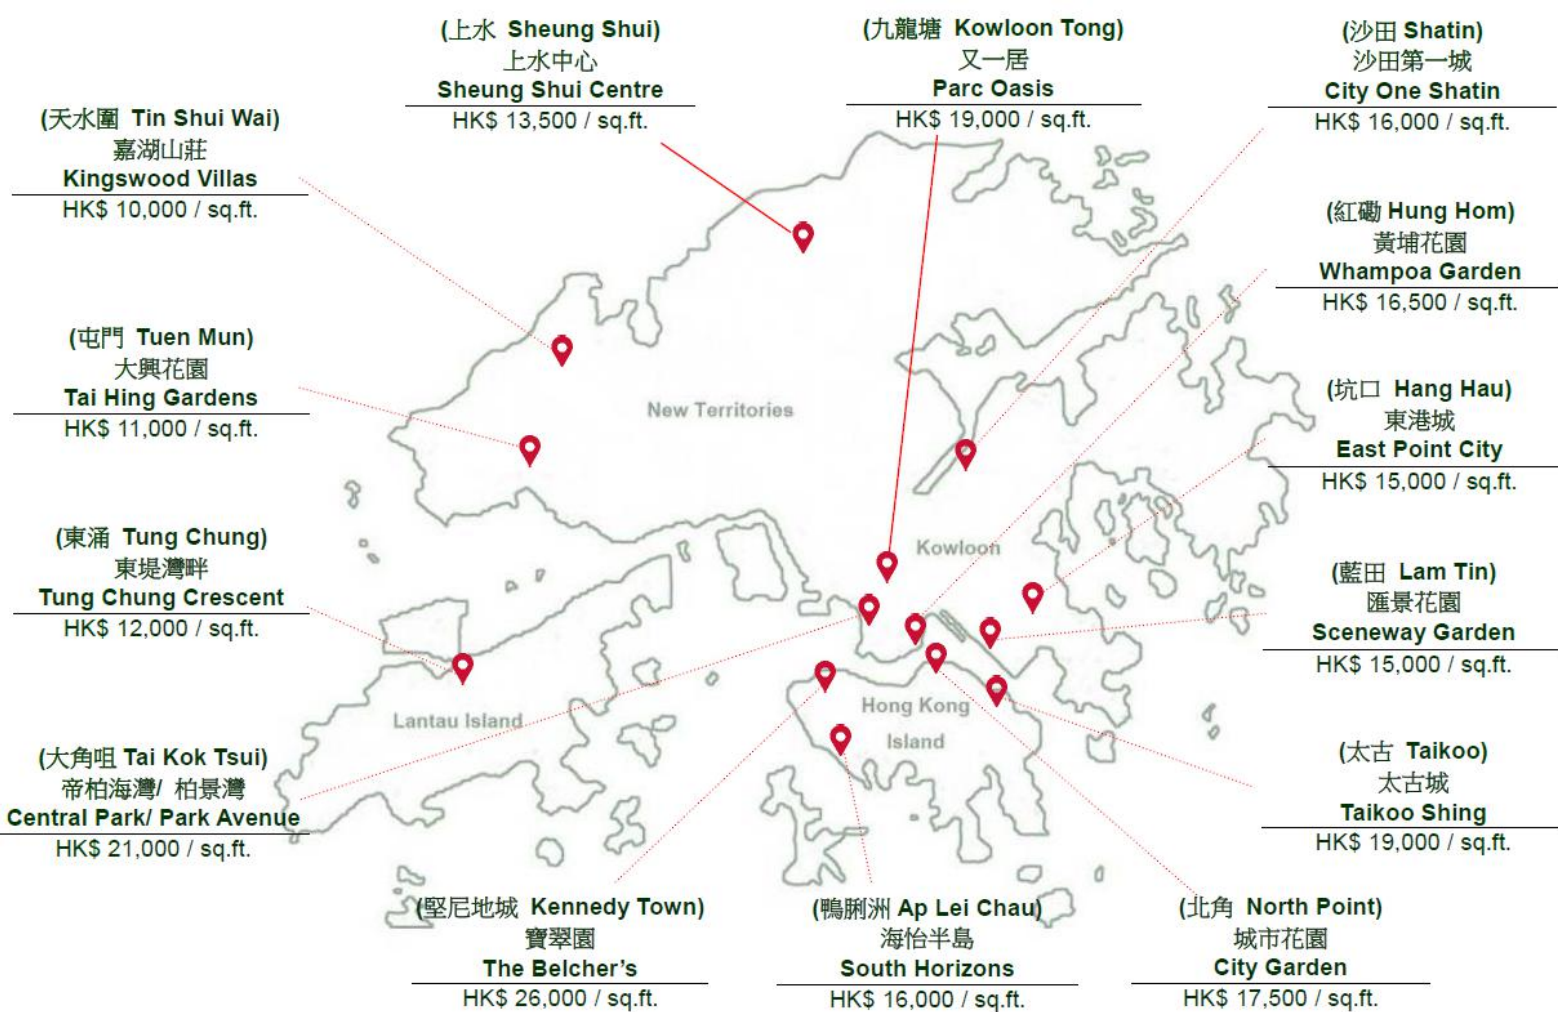 (上水 Sheung Shui)
上水中心
Sheung Shui Centre
HK$ 13,500 / sq.ft.
(九龍塘 Kowloon Tong)
又一居
Parc Oasis
HK$ 19,000 / sq.ft.
(沙田 Shatin)
沙田第一城
City One Shatin
HK$ 16,000 / sq.ft.
(天水圍 Tin Shui Wai)
嘉湖山莊
Kingswood Villas
HK$ 10,000 / sq.ft.
(紅磡 Hung Hom)
黃埔花園
Whampoa Garden
HK$ 16,500 / sq.ft.
(屯門 Tuen Mun)
大興花園
Tai Hing Gardens
HK$ 11,000 / sq.ft.
New Territories
(坑口 Hang Hau)
東港城
East Point City
HK$ 15,000 / sq.ft.
(東涌 Tung Chung)
東堤灣畔
Tung Chung Crescent
HK$ 12,000 / sq.ft.
Kowloon
(藍田 Lam Tin)
匯景花園
Sceneway Garden
HK$ 15,000 / sq.ft.
Lantau Island
Hong Kong
Island
(大角咀 Tai Kok Tsui)
帝柏海灣/ 柏景灣
Central Park/ Park Avenue
HK$ 21,000 / sq.ft.
(太古 Taikoo)
太古城
Taikoo Shing
HK$ 19,000 / sq.ft.
(堅尼地城 Kennedy Town)
寶翠園
The Belcher's
HK$ 26,000 / sq.ft.
(鴨脷洲 Ap Lei Chau)
海怡半島
South Horizons
HK$ 16,000 / sq.ft.
(北角 North Point)
城市花園
City Garden
HK$ 17,500 / sq.ft.